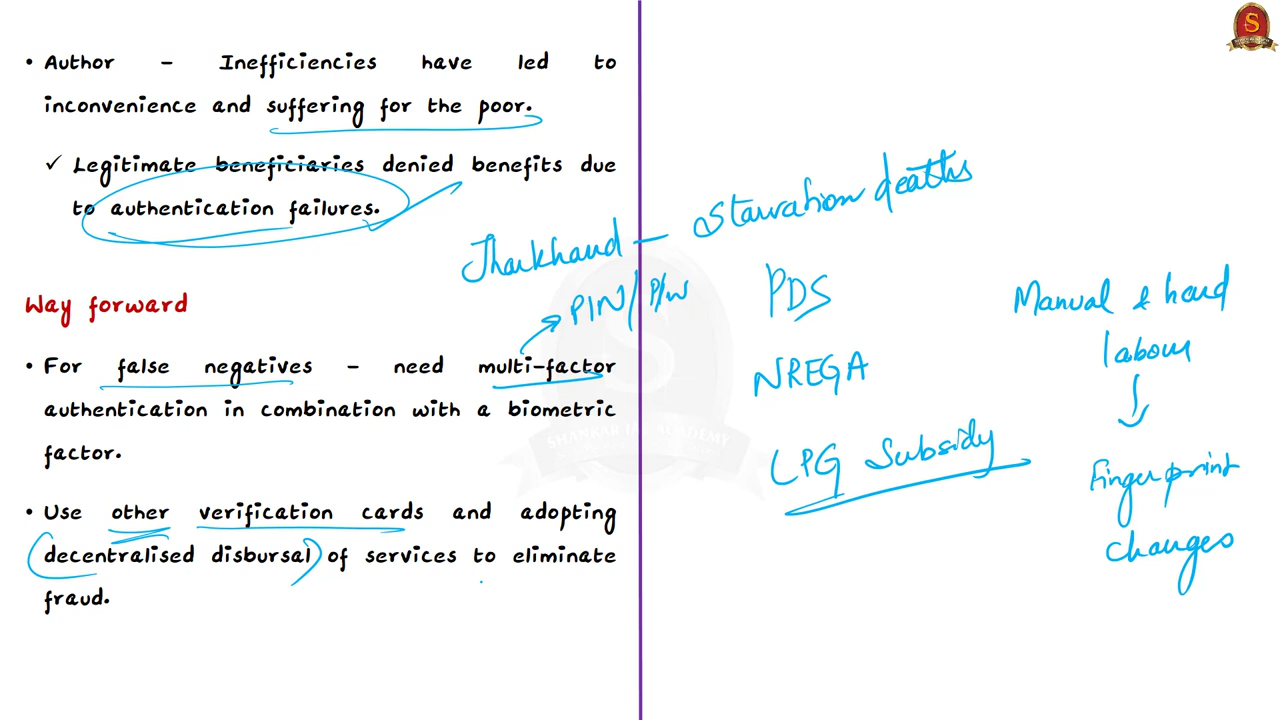 • Author – Inefficiencies have led to
inconvenience and suffering for the poor.
✓ Legitimate beneficiaries denied benefits due
to authentication failures.
Way forward
• For false negatives – need multi-factor
authentication in combination with a biometric
factor.
• Use other verification cards and adopting
decentralised disbursal of services to eliminate
fraud.
Jharkhand – Starvation deaths
PIN/ P/W
PDS
NREGA
LPG Subsidy
Manual & hard
labour
Fingerprint
changes
SHANKAR IAS ACADEMY
S